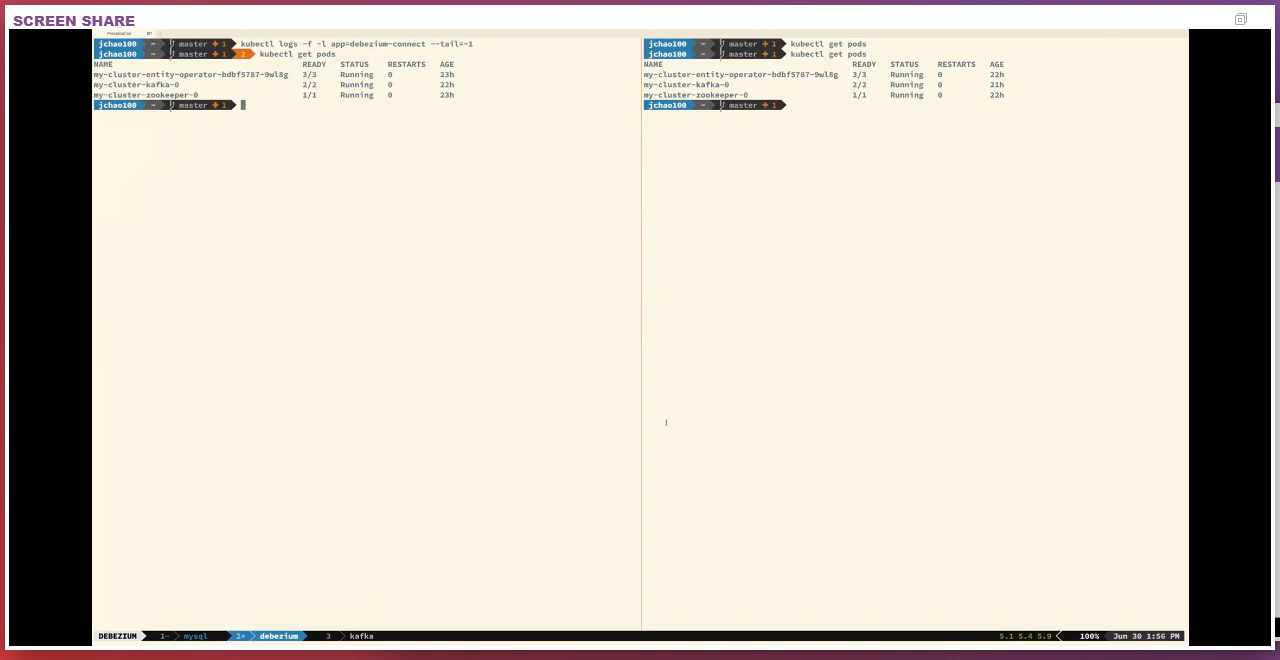 SCREEN SHARE
Presentation ⌘1
jchao100 ~ master ✚ 1 kubectl logs -f -l app=debezium-connect --tail=-1
jchao100 ~ master ✚ 1 2 kubectl get pods
NAME READY STATUS RESTARTS AGE
my-cluster-entity-operator-bdbf5787-9wl8g 3/3 Running 0 23h
my-cluster-kafka-0 2/2 Running 0 22h
my-cluster-zookeeper-0 1/1 Running 0 23h
jchao100 ~ master ✚ 1
jchao100 ~ master ✚ 1 kubectl get pods
jchao100 ~ master ✚ 1 kubectl get pods
NAME READY STATUS RESTARTS AGE
my-cluster-entity-operator-bdbf5787-9wl8g 3/3 Running 0 22h
my-cluster-kafka-0 2/2 Running 0 21h
my-cluster-zookeeper-0 1/1 Running 0 22h
jchao100 ~ master ✚ 1
DEBEZIUM 1- mysql 2* debezium 3 kafka 5.1 5.4 5.9 100% Jun 30 1:56 PM